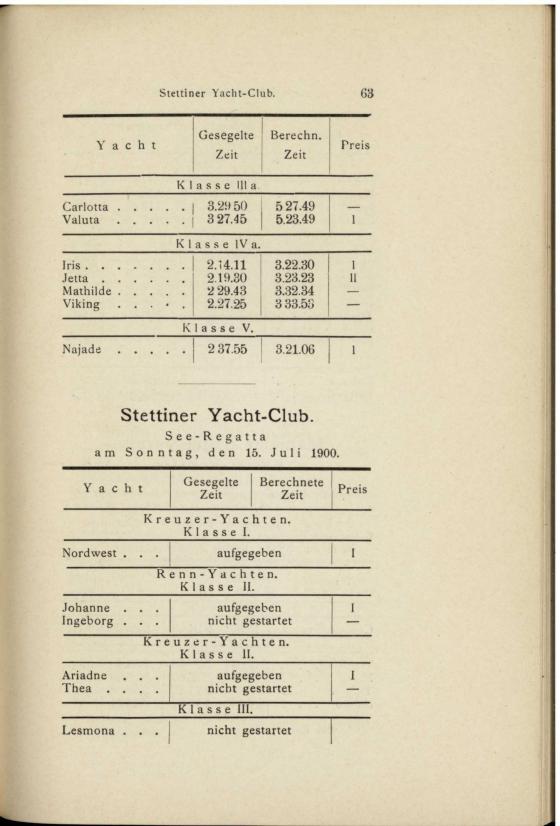 Stettiner Yacht-Club. 63
Yacht Gesegelte Zeit Berechn. Zeit Preis
Klasse IIIa.
Carlotta . . . . . 3.29 50 5 27.49 —
Valuta . . . . . 3 27.45 5.23.49 I
Klasse IVa.
Iris . . . . . . . 2.14.11 3.22.30 I
Jetta . . . . . . 2.19.30 3.23.23 II
Mathilde . . . . . 2 29.43 3.32.34 —
Viking . . . . . 2.27.25 3 33.53 —
Klasse V.
Najade . . . . . 2 37.55 3.21.06 I
Stettiner Yacht-Club.
See-Regatta
am Sonntag, den 15. Juli 1900.
Yacht Gesegelte Zeit Berechnete Zeit Preis
Kreuzer-Yachten.
Klasse I.
Nordwest . . . aufgegeben I
Renn-Yachten.
Klasse II.
Johanne . . . aufgegeben I
Ingeborg . . . nicht gestartet —
Kreuzer-Yachten.
Klasse II.
Ariadne . . . aufgegeben I
Thea . . . . nicht gestartet —
Klasse III.
Lesmona . . . nicht gestartet